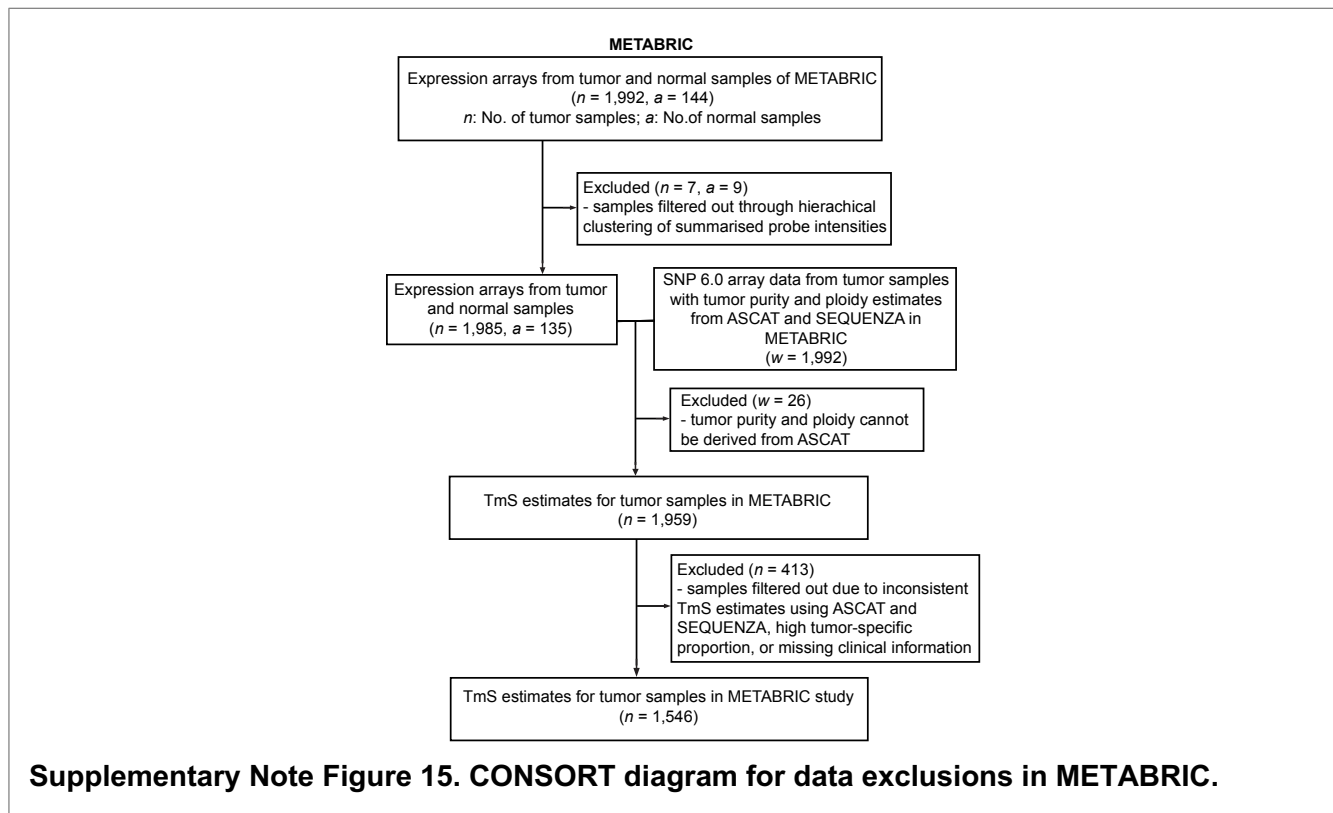 METABRIC
Expression arrays from tumor and normal samples of METABRIC
(n = 1,992, a = 144)
n: No. of tumor samples; a: No.of normal samples
Excluded (n = 7, a = 9)
- samples filtered out through hierachical
clustering of summarised probe intensities
Expression arrays from tumor
and normal samples
(n = 1,985, a = 135)
SNP 6.0 array data from tumor samples
with tumor purity and ploidy estimates
from ASCAT and SEQUENZA in
METABRIC
(w = 1,992)
Excluded (w = 26)
- tumor purity and ploidy cannot
be derived from ASCAT
TmS estimates for tumor samples in METABRIC
(n = 1,959)
Excluded (n = 413)
- samples filtered out due to inconsistent
TmS estimates using ASCAT and
SEQUENZA, high tumor-specific
proportion, or missing clinical information
TmS estimates for tumor samples in METABRIC study
(n = 1,546)
Supplementary Note Figure 15. CONSORT diagram for data exclusions in METABRIC.